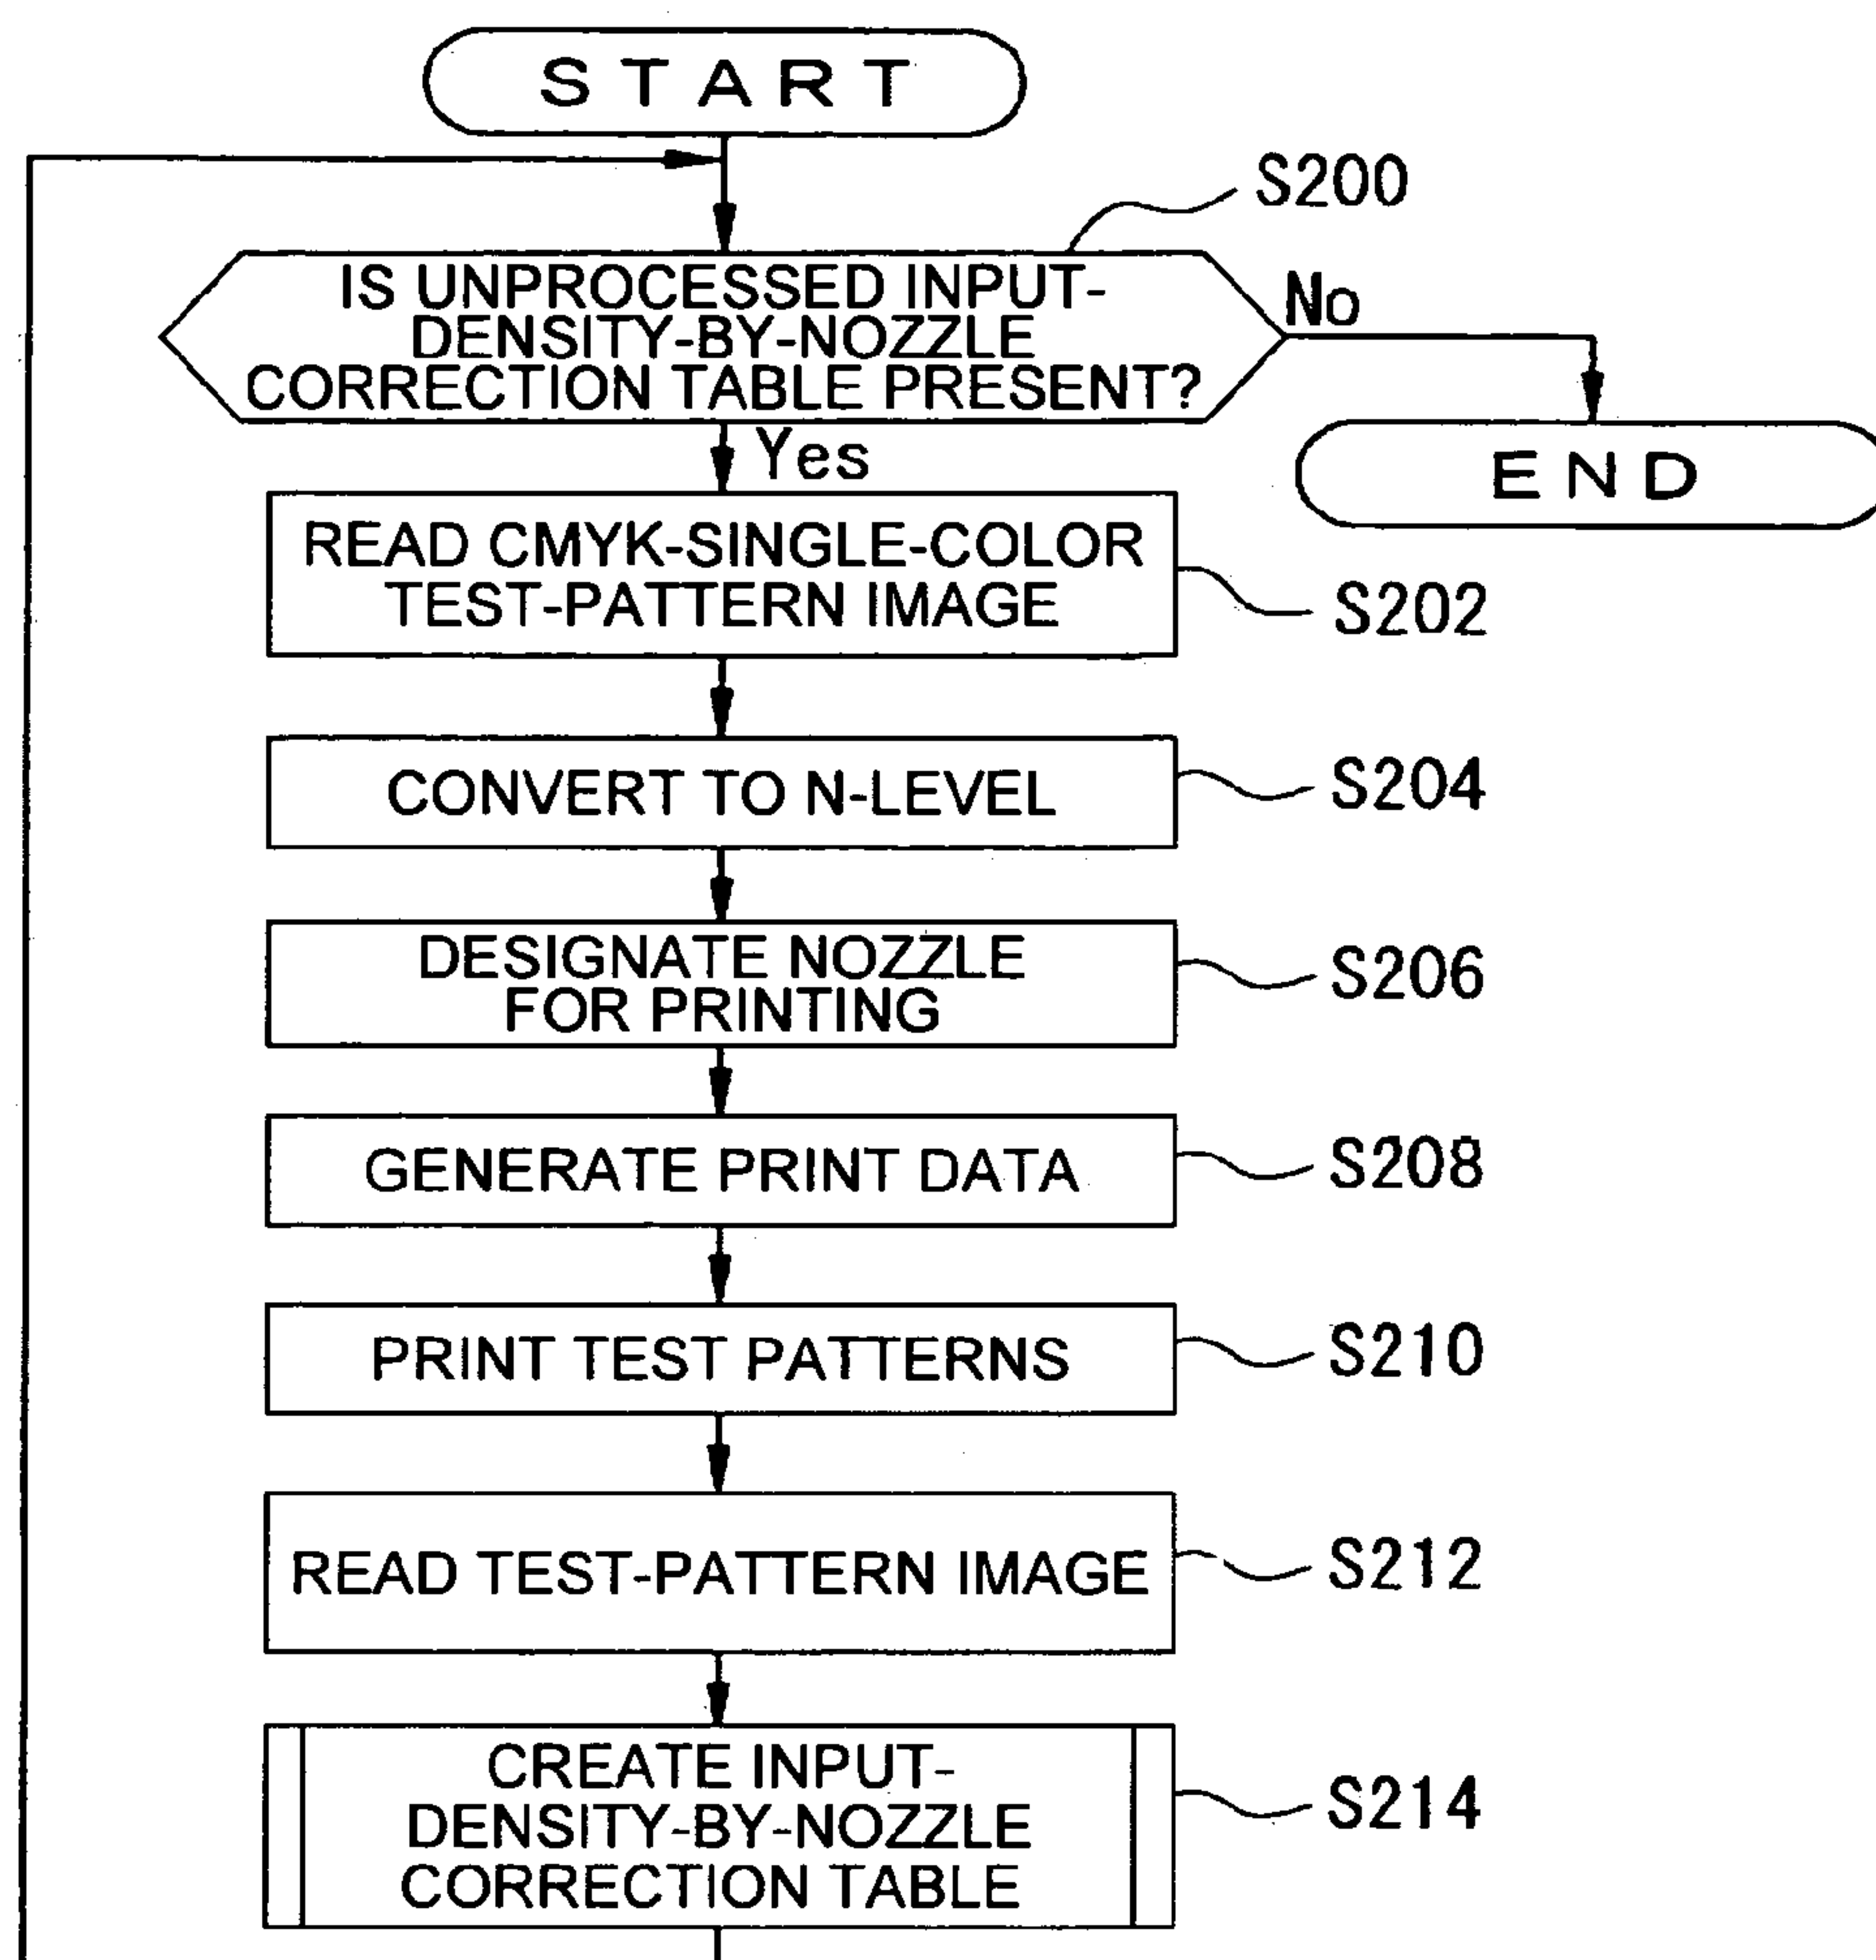 START
S200
IS UNPROCESSED INPUT-
DENSITY-BY-NOZZLE
CORRECTION TABLE PRESENT?
No
END
Yes
READ CMYK-SINGLE-COLOR
TEST-PATTERN IMAGE
S202
CONVERT TO N-LEVEL
S204
DESIGNATE NOZZLE
FOR PRINTING
S206
GENERATE PRINT DATA
S208
PRINT TEST PATTERNS
S210
READ TEST-PATTERN IMAGE
S212
CREATE INPUT-
DENSITY-BY-NOZZLE
CORRECTION TABLE
S214